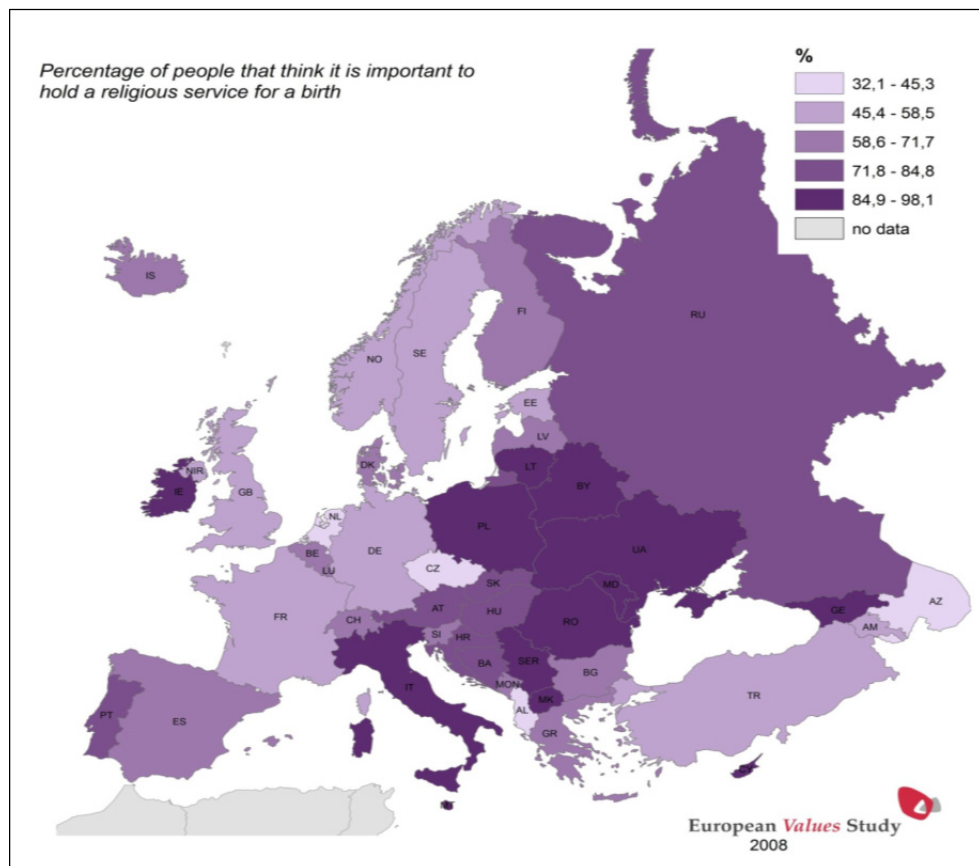 Percentage of people that think it is important to
hold a religious service for a birth
%
32,1 - 45,3
45,4 - 58,5
58,6 - 71,7
71,8 - 84,8
84,9 - 98,1
no data
IS
FI
RU
NO
SE
EE
LV
DK
LT
NIR
IE
GB
BY
NL
PL
BE
DE
UA
LU
CZ
SK
MD
AZ
AT
HU
GE
FR
CH
RO
AM
SI
HR
BA
SER
BG
MON
IT
MK
TR
AL
PT
ES
GR
European Values Study
2008